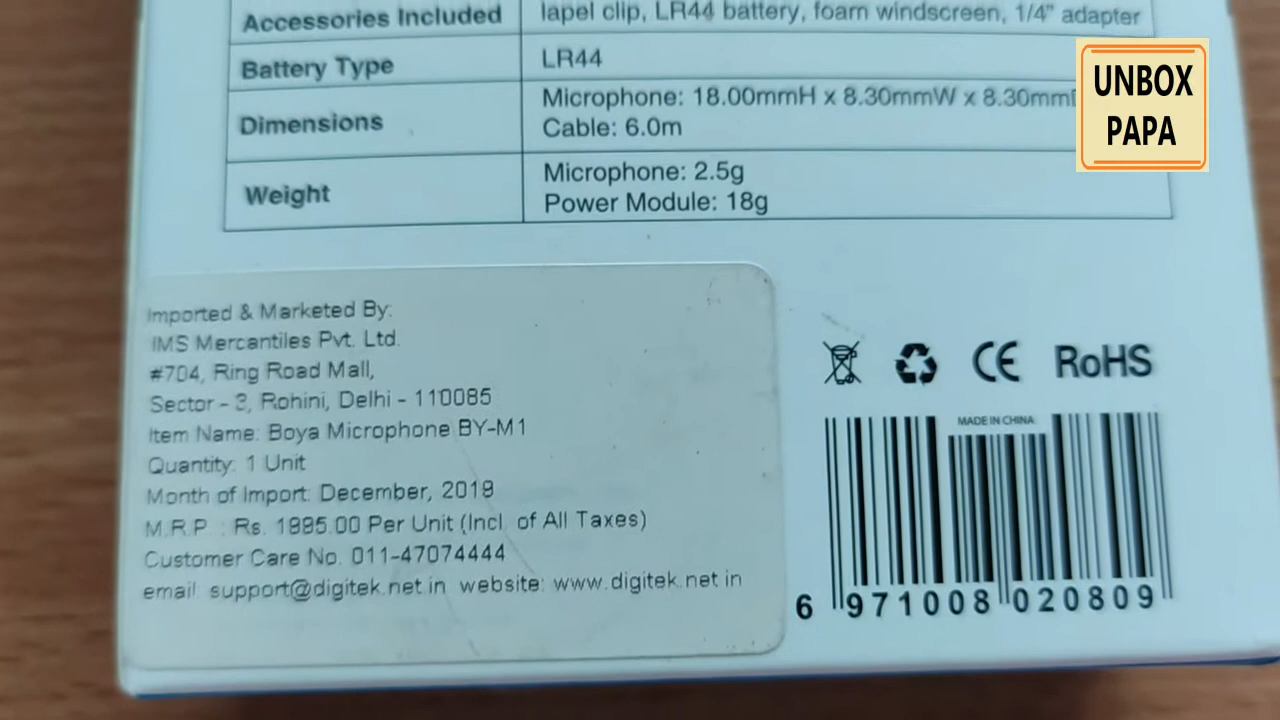 Accessories Included
lapel clip, LR44 battery, foam windscreen, 1/4" adapter
Battery Type
LR44
Dimensions
Microphone: 18.00mmH x 8.30mmW x 8.30mm
Cable: 6.0m
Weight
Microphone: 2.5g
Power Module: 18g
UNBOX
PAPA
Imported & Marketed By:
IMS Mercantiles Pvt. Ltd.
#704, Ring Road Mall,
Sector - 3, Rohini, Delhi - 110085
Item Name: Boya Microphone BY-M1
Quantity: 1 Unit
Month of Import: December, 2019
M.R.P. : Rs. 1995.00 Per Unit (Incl. of All Taxes)
Customer Care No. 011-47074444
email: support@digitek.net.in website: www.digitek.net.in
CE RoHS
MADE IN CHINA
6 971008 020809